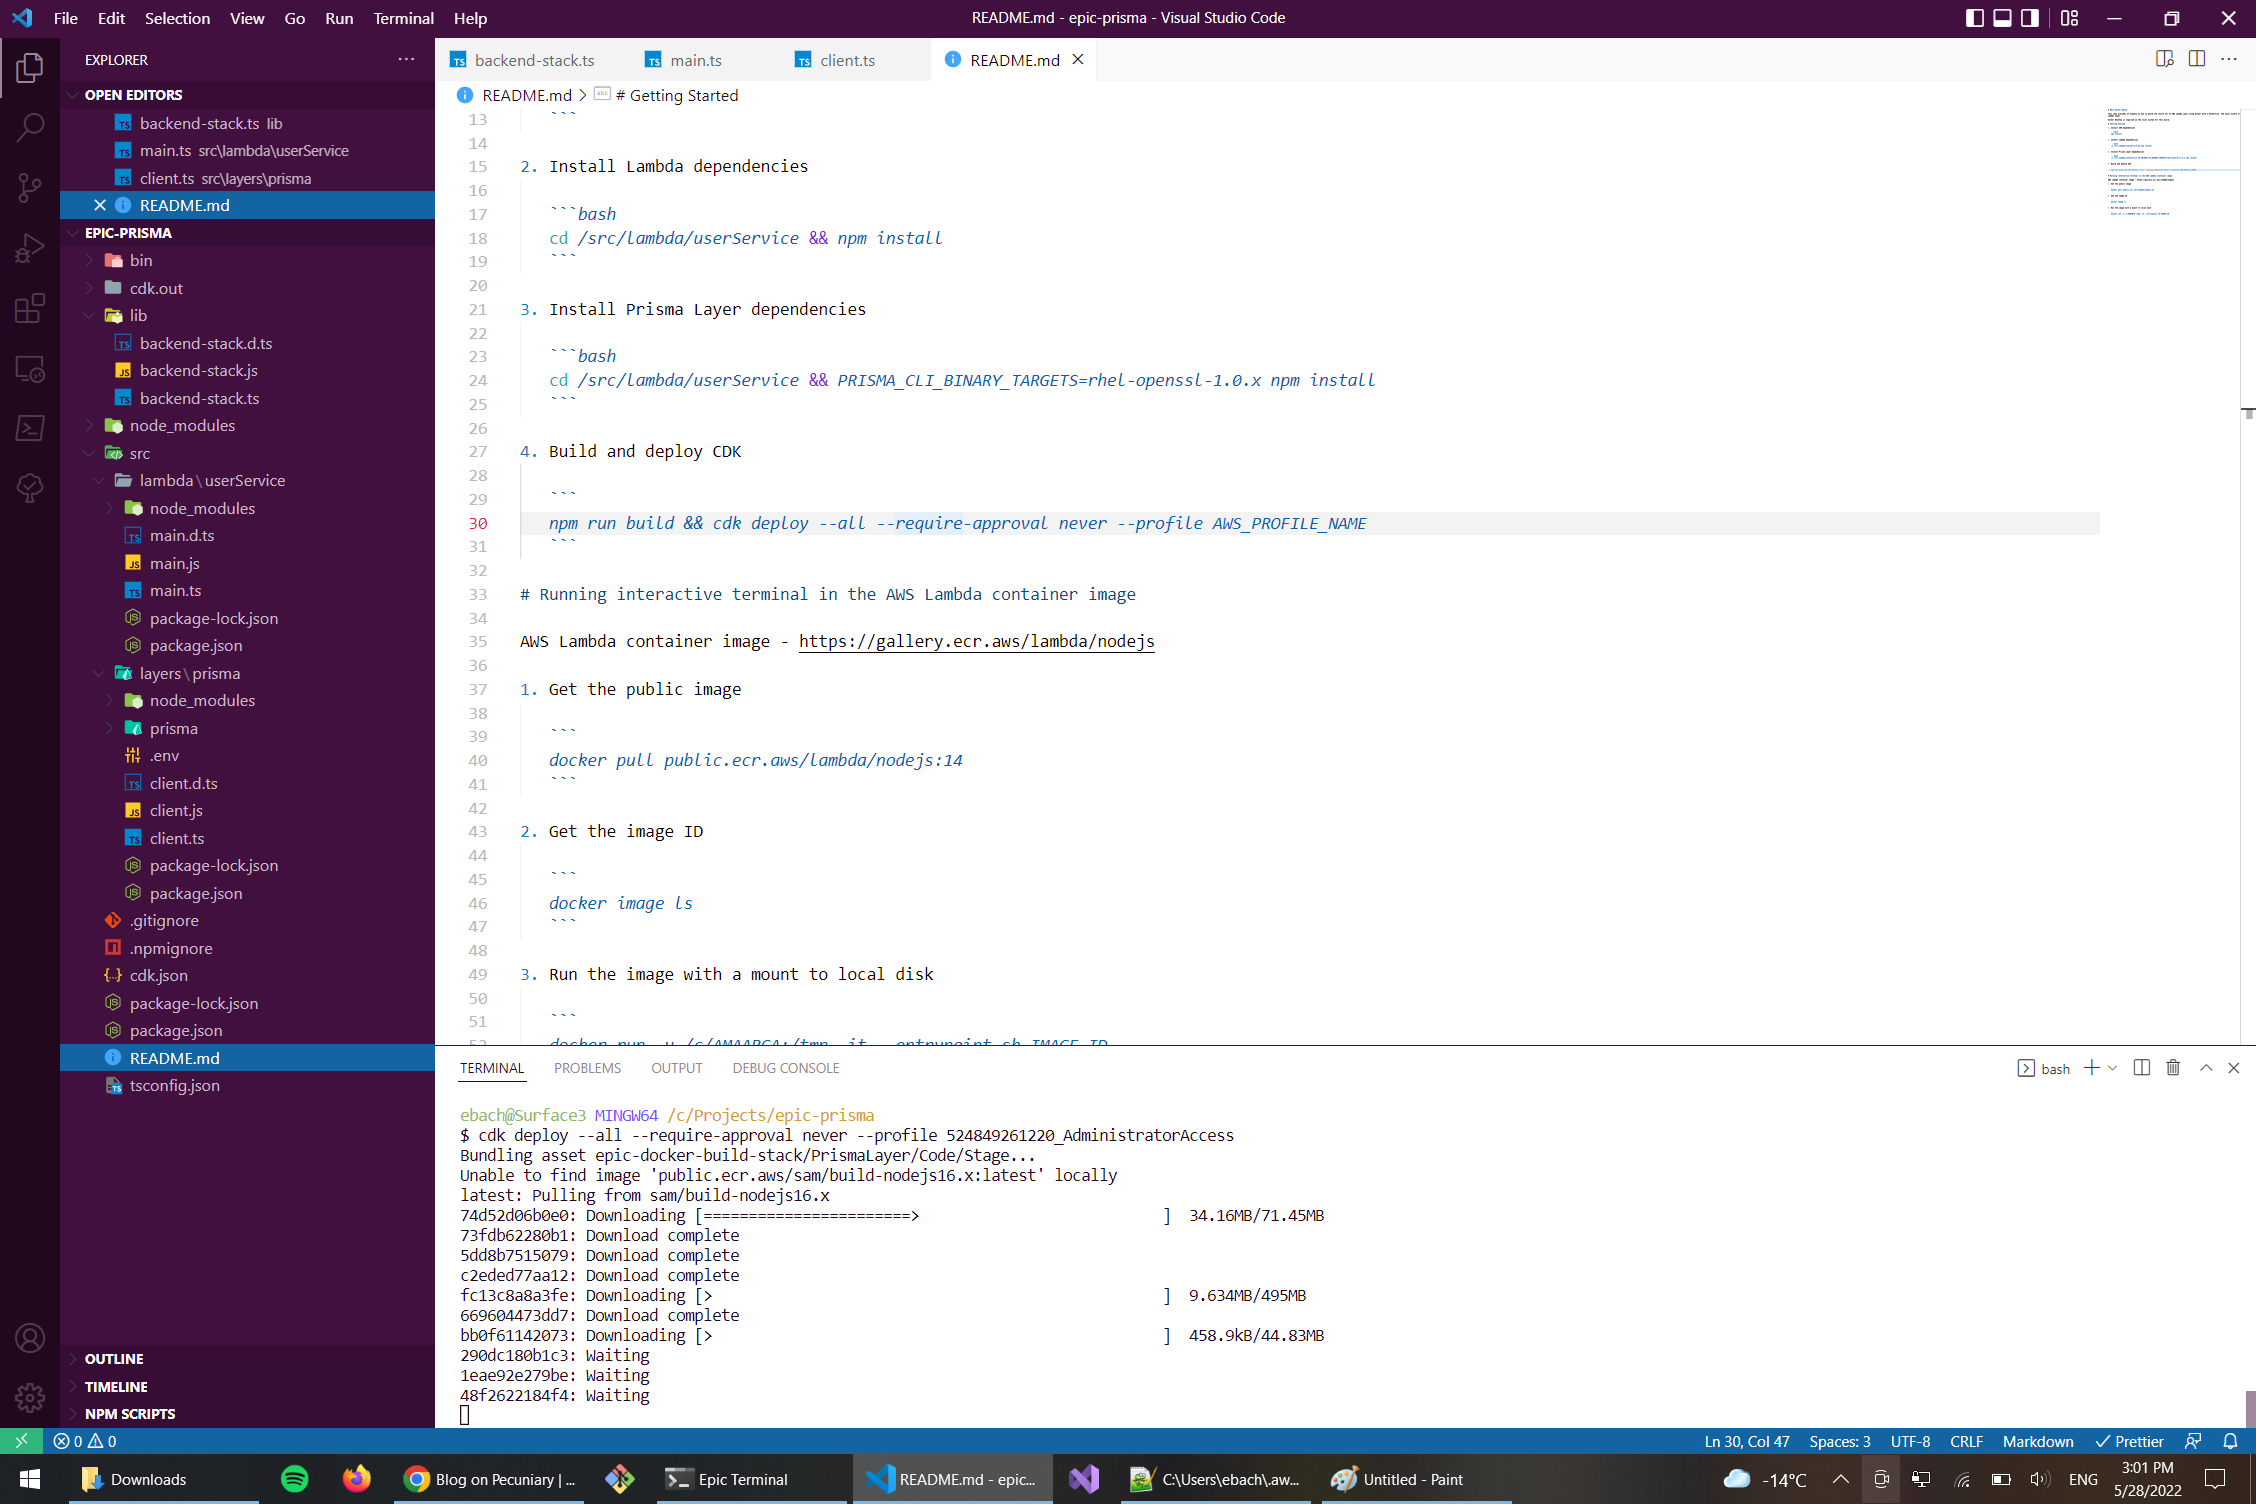 File Edit Selection View Go Run Terminal Help
README.md - epic-prisma - Visual Studio Code
EXPLORER
OPEN EDITORS
backend-stack.ts lib
main.ts src\lambda\userService
client.ts src\layers\prisma
README.md
EPIC-PRISMA
bin
cdk.out
lib
backend-stack.d.ts
backend-stack.js
backend-stack.ts
node_modules
src
lambda\userService
node_modules
main.d.ts
main.js
main.ts
package-lock.json
package.json
layers\prisma
node_modules
prisma
.env
client.d.ts
client.js
client.ts
package-lock.json
package.json
.gitignore
.npmignore
cdk.json
package-lock.json
package.json
README.md
tsconfig.json
OUTLINE
TIMELINE
NPM SCRIPTS
backend-stack.ts main.ts client.ts README.md
README.md > # Getting Started
13 ```
14
15 2. Install Lambda dependencies
16
17 ```bash
18 cd /src/lambda/userService && npm install
19 ```
20
21 3. Install Prisma Layer dependencies
22
23 ```bash
24 cd /src/lambda/userService && PRISMA_CLI_BINARY_TARGETS=rhel-openssl-1.0.x npm install
25 ```
26
27 4. Build and deploy CDK
28
29 ```
30 npm run build && cdk deploy --all --require-approval never --profile AWS_PROFILE_NAME
31 ```
32
33 # Running interactive terminal in the AWS Lambda container image
34
35 AWS Lambda container image - https://gallery.ecr.aws/lambda/nodejs
36
37 1. Get the public image
38
39 ```
40 docker pull public.ecr.aws/lambda/nodejs:14
41 ```
42
43 2. Get the image ID
44
45 ```
46 docker image ls
47 ```
48
49 3. Run the image with a mount to local disk
50
51 ```
52 docker run -v /c/AMAABCA:/tmp -it --entrypoint sh IMAGE_ID
TERMINAL PROBLEMS OUTPUT DEBUG CONSOLE
bash
ebach@Surface3 MINGW64 /c/Projects/epic-prisma
$ cdk deploy --all --require-approval never --profile 524849261220_AdministratorAccess
Bundling asset epic-docker-build-stack/PrismaLayer/Code/Stage...
Unable to find image 'public.ecr.aws/sam/build-nodejs16.x:latest' locally
latest: Pulling from sam/build-nodejs16.x
74d52d06b0e0: Downloading [=======================> ] 34.16MB/71.45MB
73fdb62280b1: Download complete
5dd8b7515079: Download complete
c2eded77aa12: Download complete
fc13c8a8a3fe: Downloading [> ] 9.634MB/495MB
669604473dd7: Download complete
bb0f61142073: Downloading [> ] 458.9kB/44.83MB
290dc180b1c3: Waiting
1eae92e279be: Waiting
48f2622184f4: Waiting
0 0
Ln 30, Col 47 Spaces: 3 UTF-8 CRLF Markdown Prettier
Downloads
Blog on Pecuniary | ...
Epic Terminal
README.md - epic...
C:\Users\ebach\.aw...
Untitled - Paint
-14°C
ENG
3:01 PM
5/28/2022